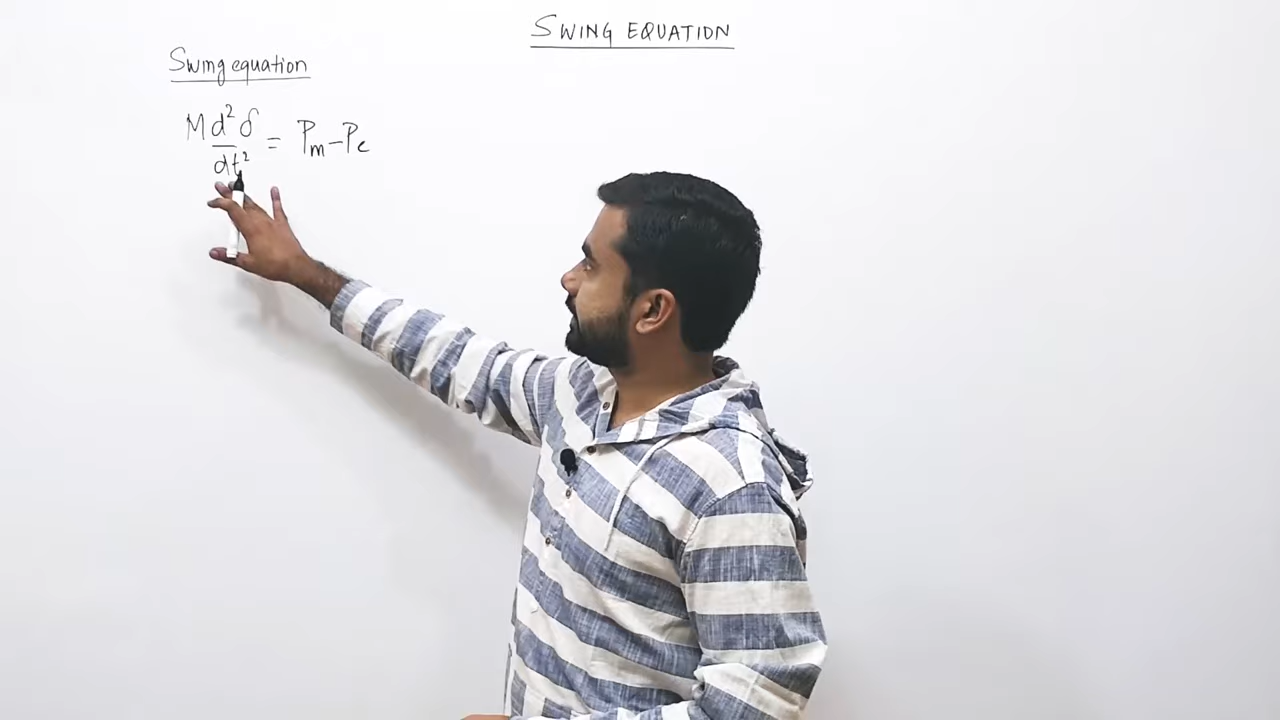 SWING EQUATION
Swing equation
M d²δ/dt² = Pm - Pe